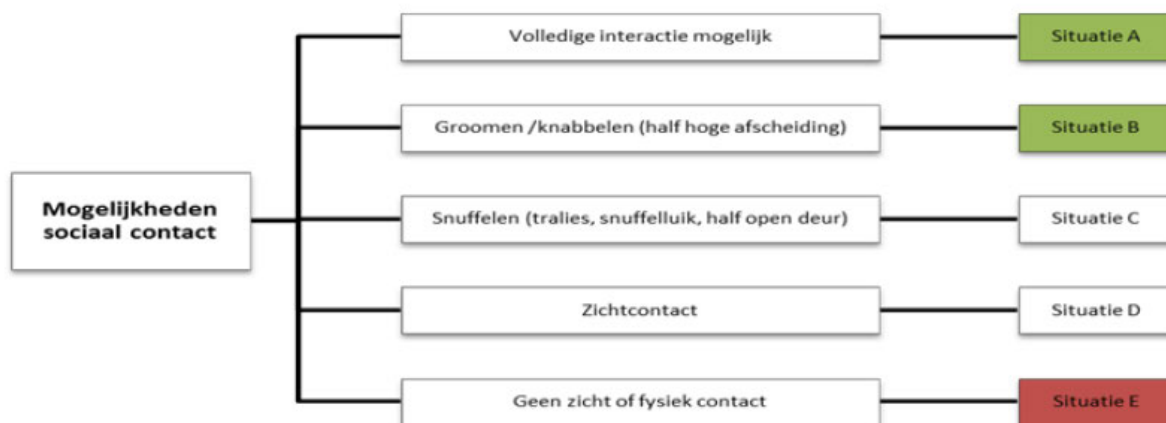 Volledige interactie mogelijk
Situatie A
Groomen /knabbelen (half hoge afscheiding)
Situatie B
Mogelijkheden
sociaal contact
Snuffelen (tralies, snuffelluik, half open deur)
Situatie C
Zichtcontact
Situatie D
Geen zicht of fysiek contact
Situatie E